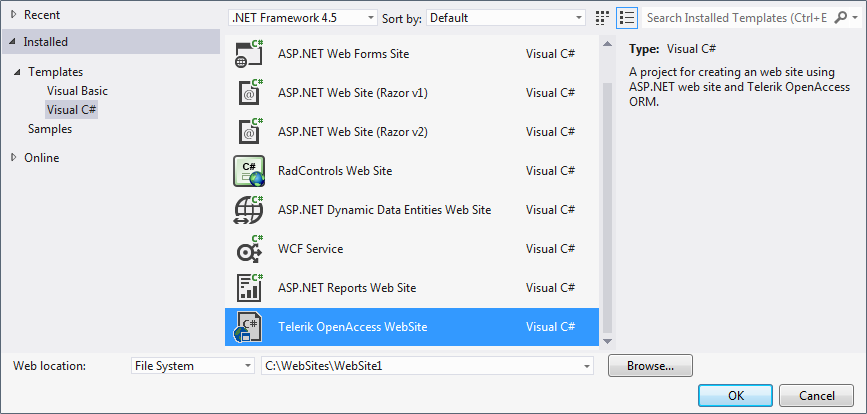 Recent
Installed
Templates
Visual Basic
Visual C#
Samples
Online
.NET Framework 4.5
Sort by: Default
Search Installed Templates (Ctrl+E
C# ASP.NET Web Forms Site Visual C#
C# ASP.NET Web Site (Razor v1) Visual C#
C# ASP.NET Web Site (Razor v2) Visual C#
C# RadControls Web Site Visual C#
C# ASP.NET Dynamic Data Entities Web Site Visual C#
C# WCF Service Visual C#
C# ASP.NET Reports Web Site Visual C#
C# Telerik OpenAccess WebSite Visual C#
Type: Visual C#
A project for creating an web site using
ASP.NET web site and Telerik OpenAccess
ORM.
Web location: File System C:\WebSites\WebSite1 Browse...
OK Cancel